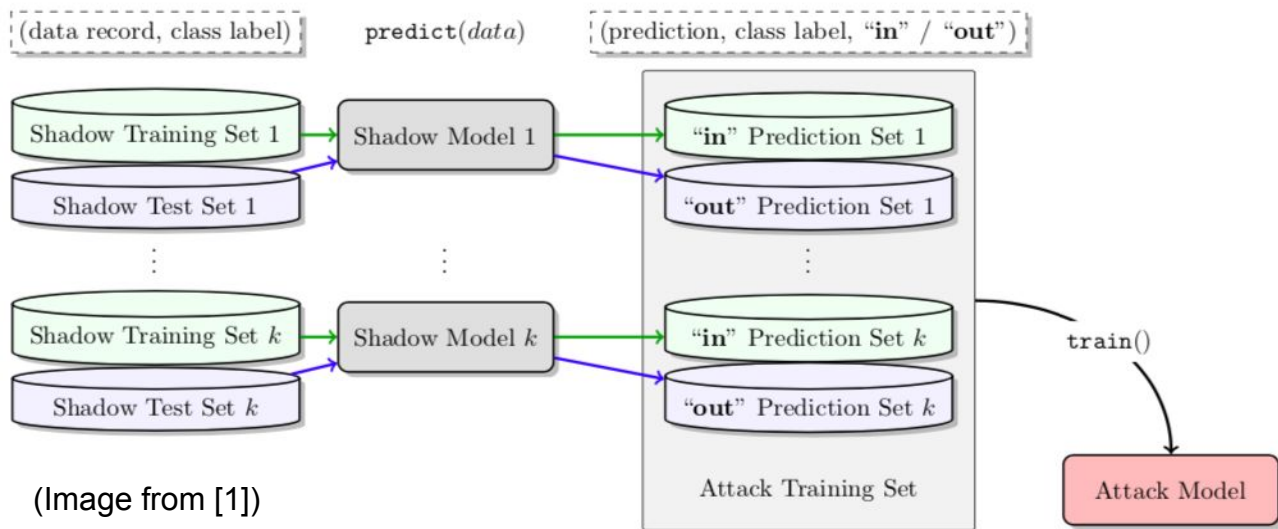 (data record, class label) predict(data) (prediction, class label, “in” / “out”)
Shadow Training Set 1 Shadow Model 1 “in” Prediction Set 1
Shadow Test Set 1 “out” Prediction Set 1
⋮ ⋮ ⋮
Shadow Training Set k Shadow Model k “in” Prediction Set k
train()
Shadow Test Set k “out” Prediction Set k
(Image from [1]) Attack Training Set Attack Model